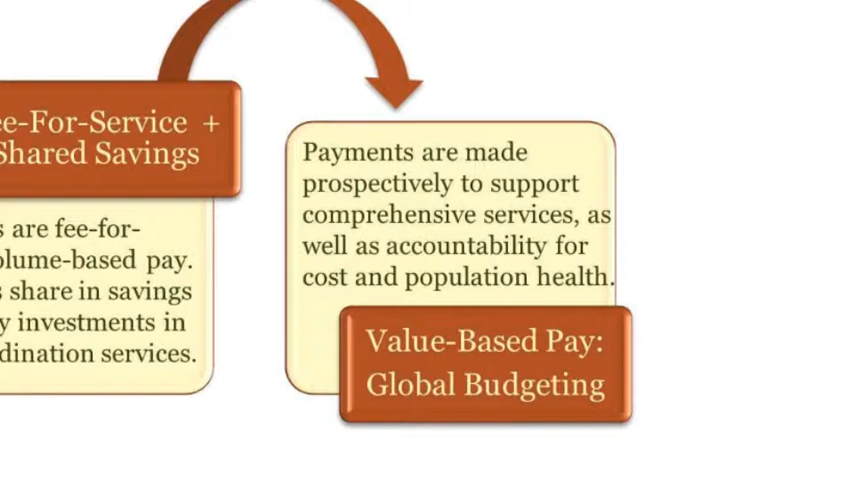 e-For-Service +
Shared Savings
s are fee-for-
olume-based pay.
s share in savings
y investments in
dination services.
Payments are made
prospectively to support
comprehensive services, as
well as accountability for
cost and population health.
Value-Based Pay:
Global Budgeting